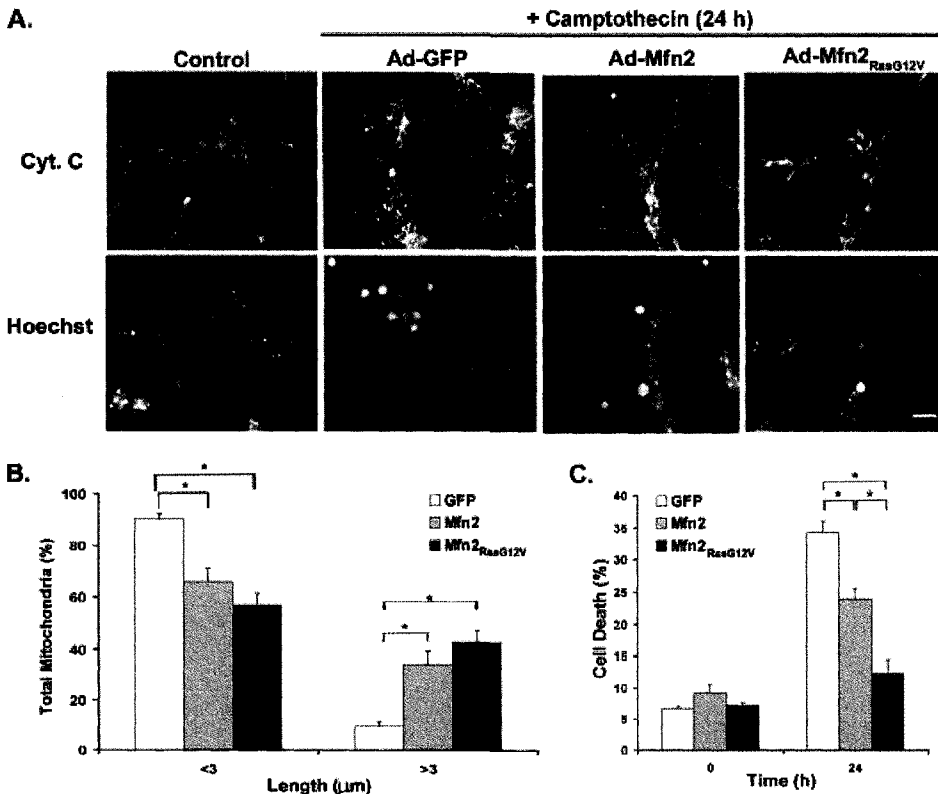 A.
+ Camptothecin (24 h)
Control
Ad-GFP
Ad-Mfn2
Ad-Mfn2RasG12V
Cyt. C
Hoechst
B.
*
*
GFP
Mfn2
Mfn2RasG12V
*
*
100
80
60
40
20
0
Total Mitochondria (%)
<3
>3
Length (µm)
C.
*
*
*
GFP
Mfn2
Mfn2RasG12V
40
35
30
25
20
15
10
5
0
Cell Death (%)
0
24
Time (h)